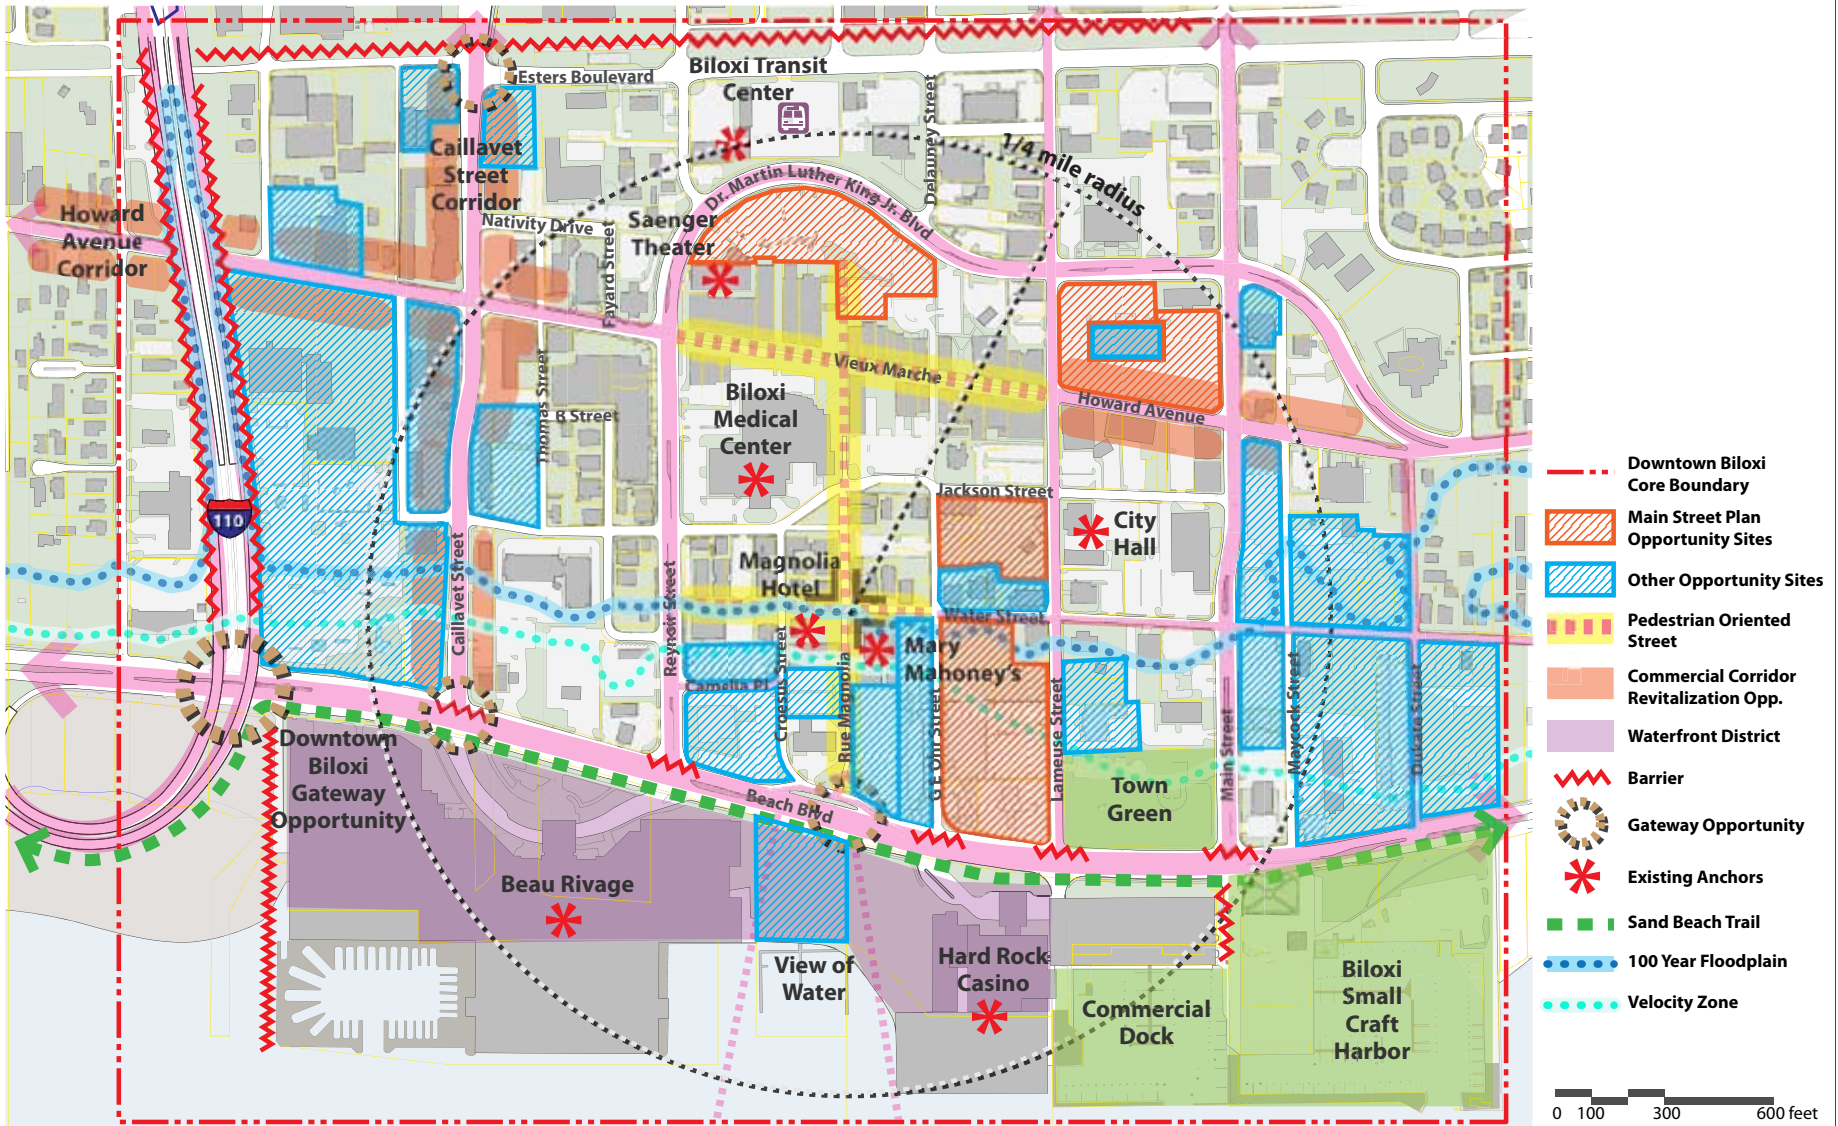 Esters Boulevard
Biloxi Transit
Center
Delauney Street
1/4 mile radius
Caillavet
Street
Corridor
Dr. Martin Luther King Jr. Blvd
Howard
Avenue
Corridor
Nativity Drive
Saenger
Theater
Fayard Street
Vieux Marche
Thomas Street
B Street
Biloxi
Medical
Center
Howard Avenue
Jackson Street
110
City
Hall
Caillavet Street
Reynoir Street
Magnolia
Hotel
Water Street
Croesus Street
Rue Magnolia
Mary
Mahoney's
Camelia Pl
G E Ohr Street
Lameuse Street
Main Street
Maycock Street
Dukate Street
Downtown
Biloxi
Gateway
Opportunity
Beach Blvd
Town
Green
Beau Rivage
View of
Water
Hard Rock
Casino
Commercial
Dock
Biloxi
Small
Craft
Harbor
Downtown Biloxi
Core Boundary
Main Street Plan
Opportunity Sites
Other Opportunity Sites
Pedestrian Oriented
Street
Commercial Corridor
Revitalization Opp.
Waterfront District
Barrier
Gateway Opportunity
Existing Anchors
Sand Beach Trail
100 Year Floodplain
Velocity Zone
0 100 300 600 feet